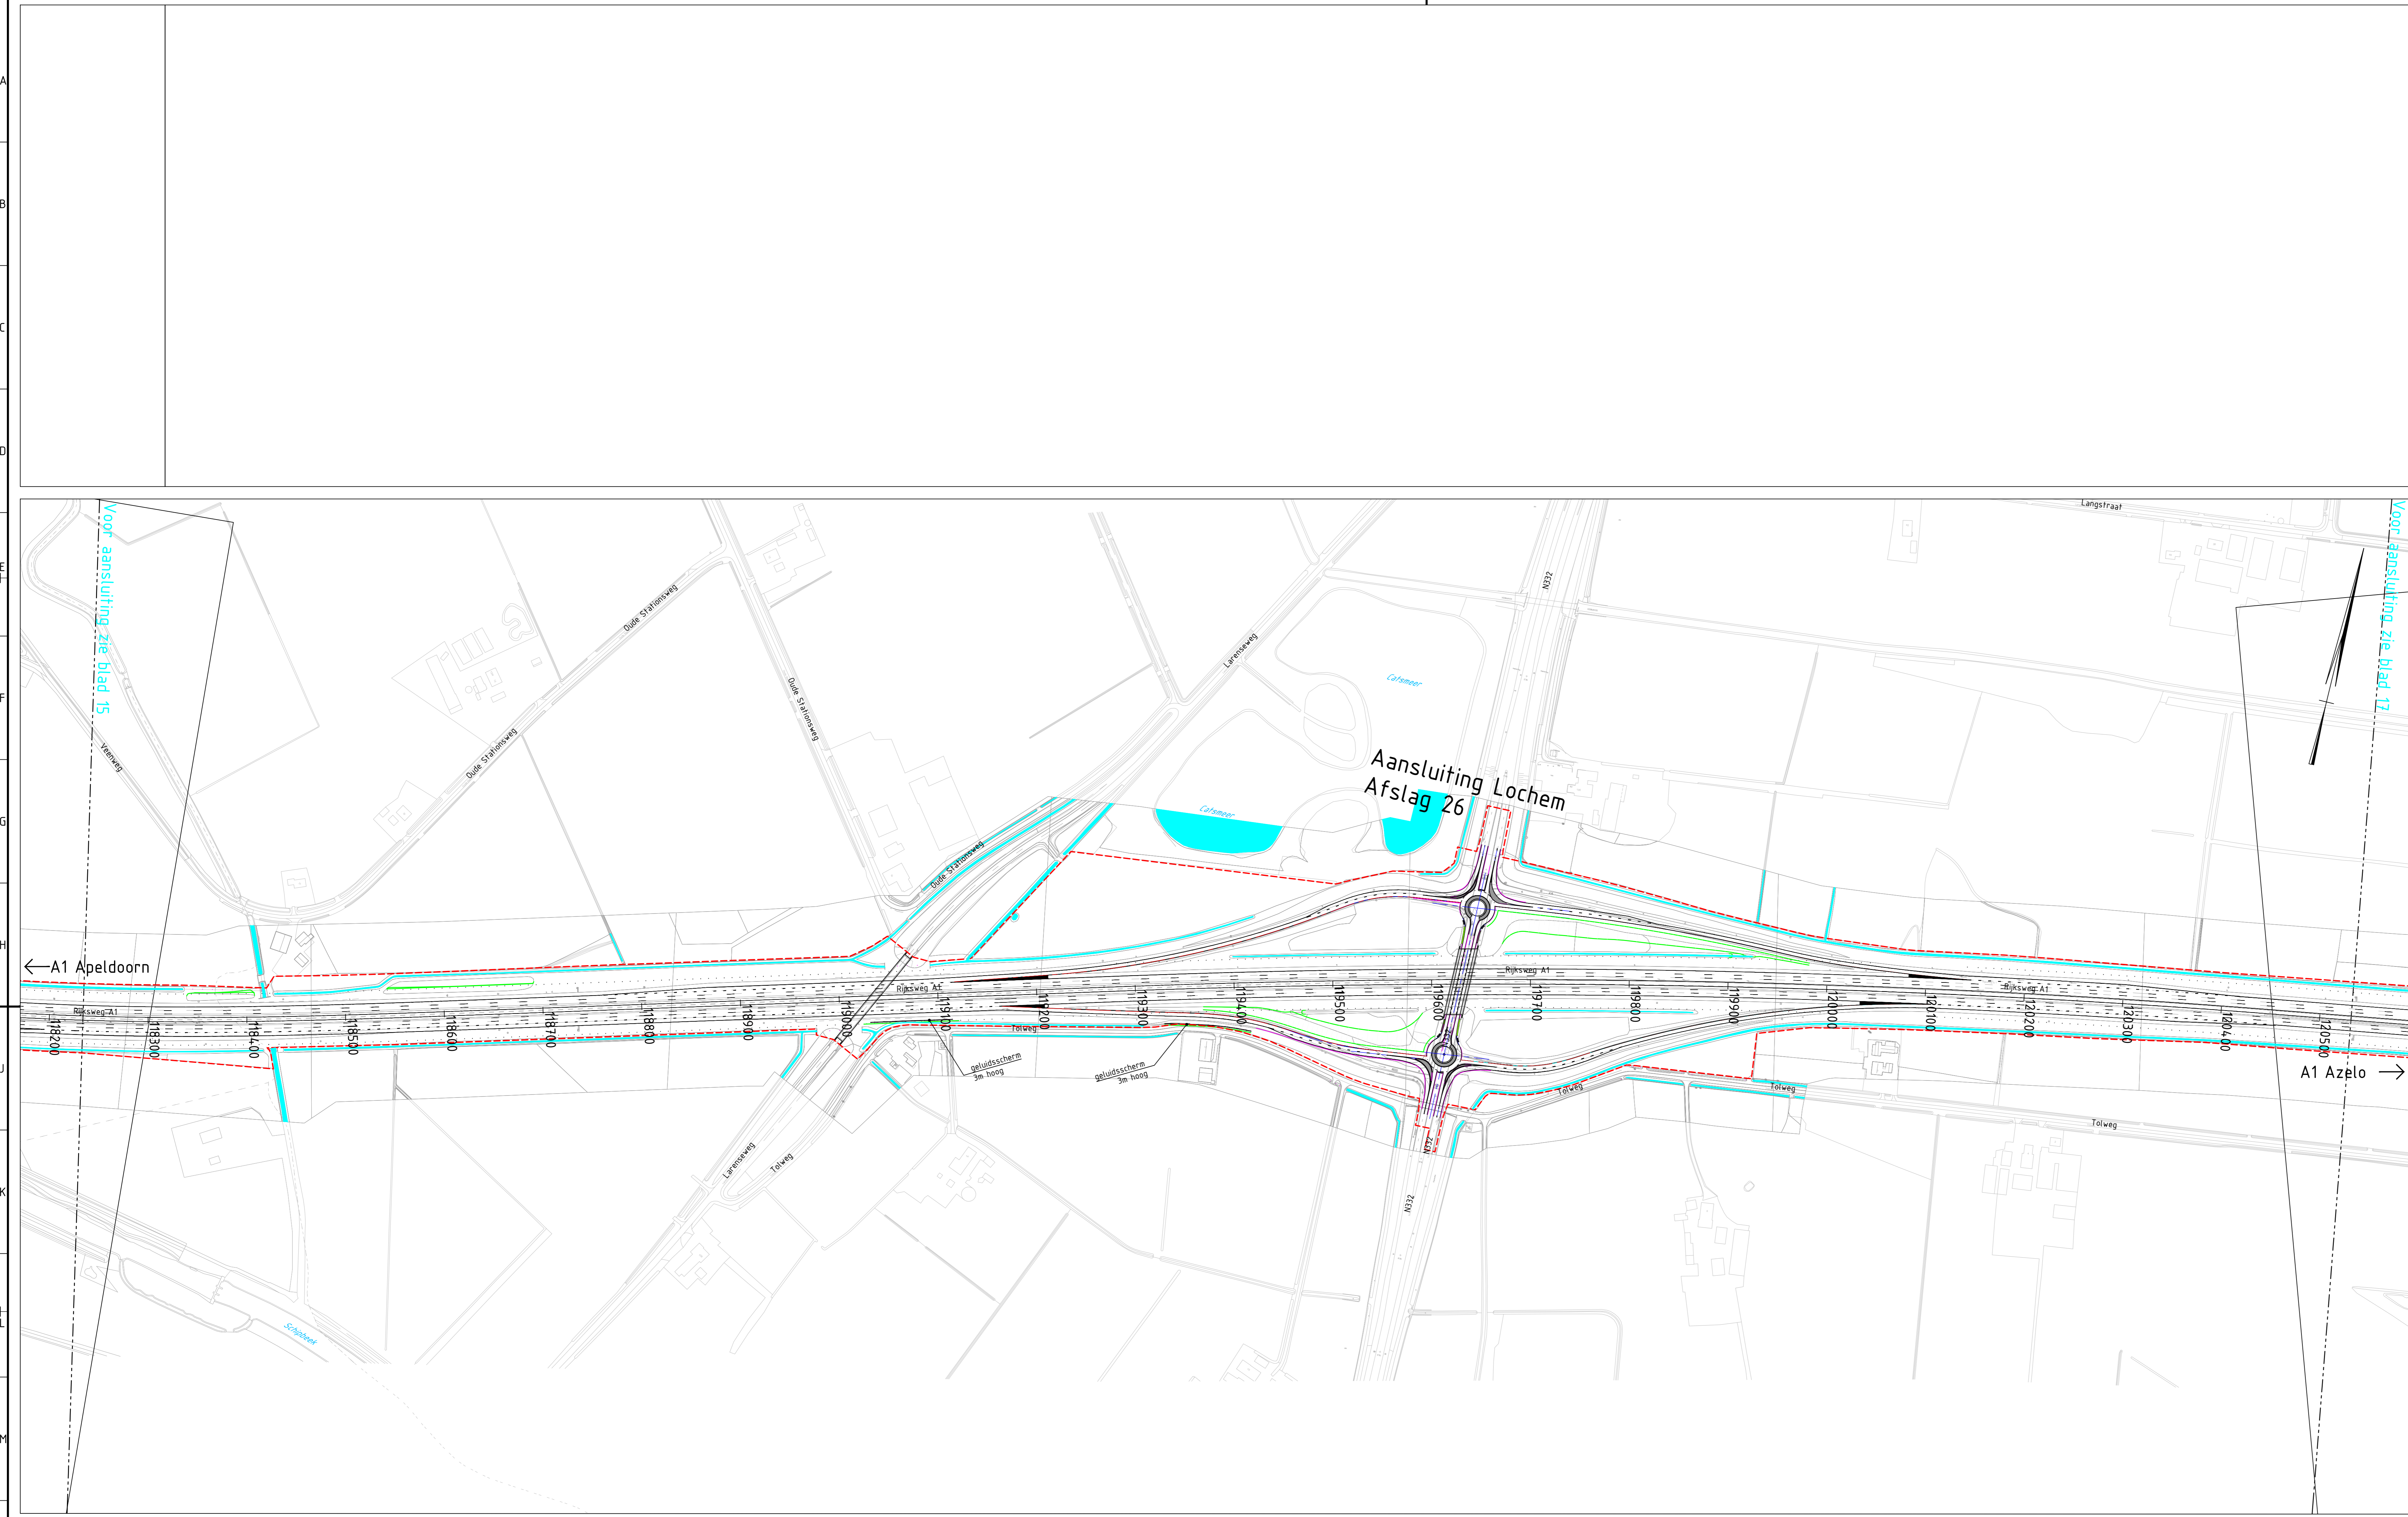 A
B
C
D
E
F
G
H
J
K
L
M
Voor aansluiting zie blad 15
Voor aansluiting zie blad 17
Langstraat
N332
Oude Stationsweg
Larenseweg
Catsmeer
Oude Stationsweg
Oude Stationsweg
Veenweg
Aansluiting Lochem
Afslag 26
Catsmeer
Oude Stationsweg
A1 Apeldoorn
Rijksweg A1
Rijksweg A1
Rijksweg A1
Rijksweg A1
118200
118300
118400
118500
118600
118700
118800
118900
119000
119100
119200
119300
119400
119500
119600
119700
119800
119900
120000
120100
120200
120300
120400
120500
Tolweg
N332
geluidsscherm
3m hoog
geluidsscherm
3m hoog
A1 Azelo
Tolweg
Tolweg
Tolweg
N332
Larenseweg
Tolweg
N332
Schipbeek